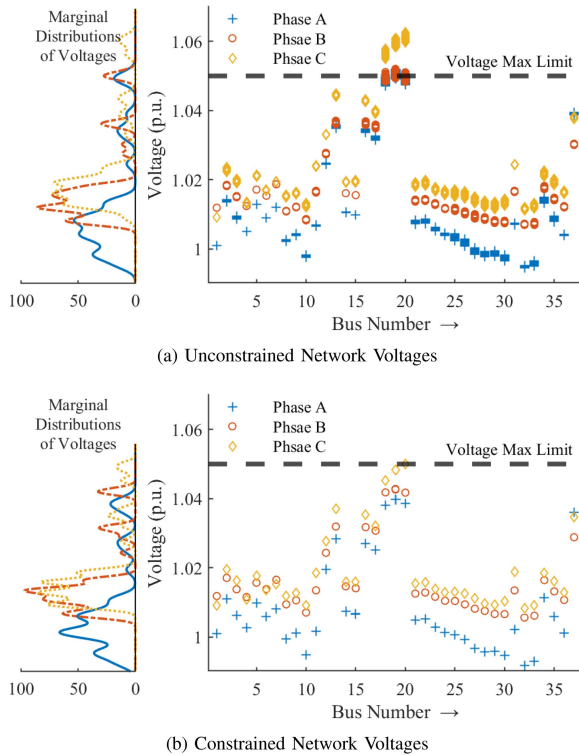 Marginal
Distributions
of Voltages
100
50
0
Voltage (p.u.)
1.06
1.04
1.02
1
Phase A
Phsae B
Phsae C
Voltage Max Limit
5
10
15
20
25
30
35
Bus Number →
(a) Unconstrained Network Voltages
Marginal
Distributions
of Voltages
100
50
0
Voltage (p.u.)
1.06
1.04
1.02
1
Phase A
Phsae B
Phsae C
Voltage Max Limit
5
10
15
20
25
30
35
Bus Number →
(b) Constrained Network Voltages